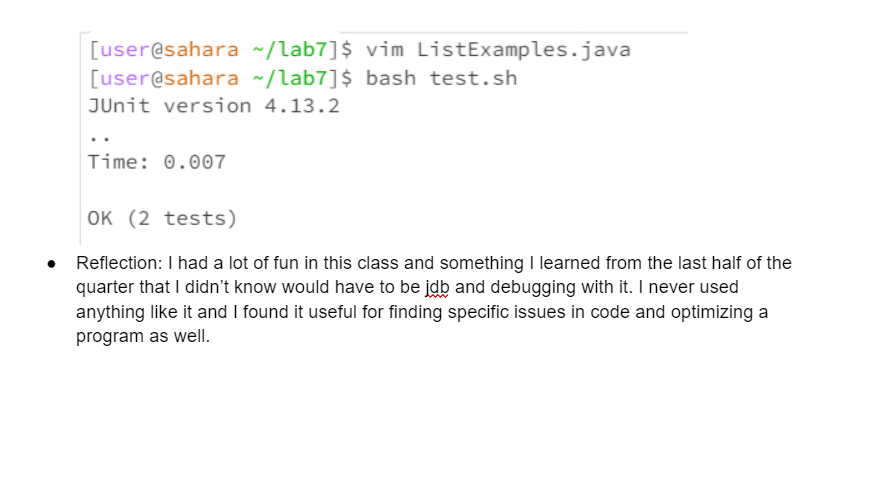 [user@sahara ~/lab7]$ vim ListExamples.java
[user@sahara ~/lab7]$ bash test.sh
JUnit version 4.13.2
..
Time: 0.007
OK (2 tests)
● Reflection: I had a lot of fun in this class and something I learned from the last half of the
quarter that I didn’t know would have to be jdb and debugging with it. I never used
anything like it and I found it useful for finding specific issues in code and optimizing a
program as well.